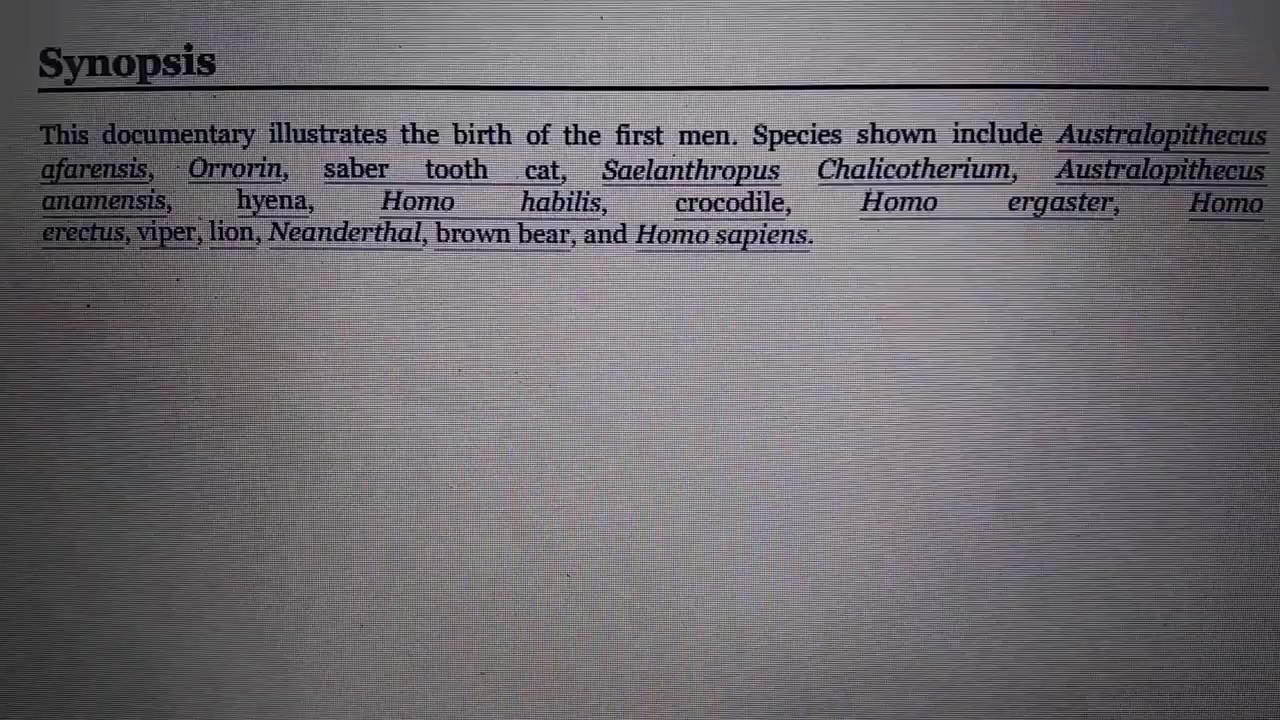 Synopsis
This documentary illustrates the birth of the first men. Species shown include Australopithecus
afarensis, Orrorin, saber tooth cat, Saelanthropus Chalicotherium, Australopithecus
anamensis, hyena, Homo habilis, crocodile, Homo ergaster, Homo
erectus, viper, lion, Neanderthal, brown bear, and Homo sapiens.